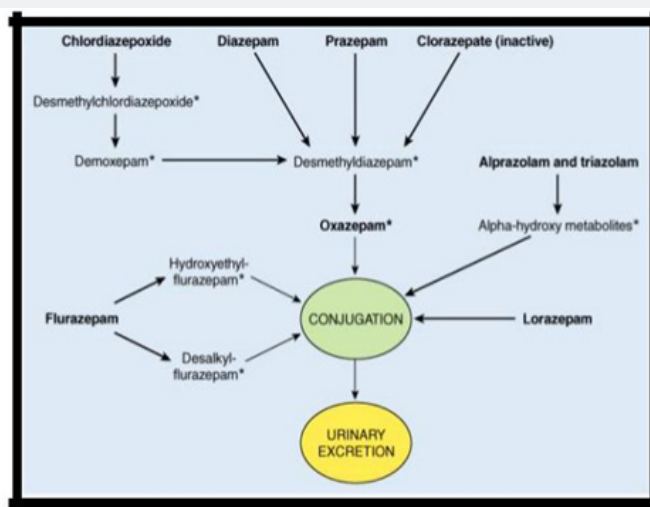 Chlordiazepoxide
Diazepam
Prazepam
Clorazepate (inactive)
Desmethylchlordiazepoxide*
Demoxepam*
Desmethyldiazepam*
Alprazolam and triazolam
Oxazepam*
Alpha-hydroxy metabolites*
Hydroxyethyl-
flurazepam*
Flurazepam
CONJUGATION
Lorazepam
Desalkyl-
flurazepam*
URINARY
EXCRETION